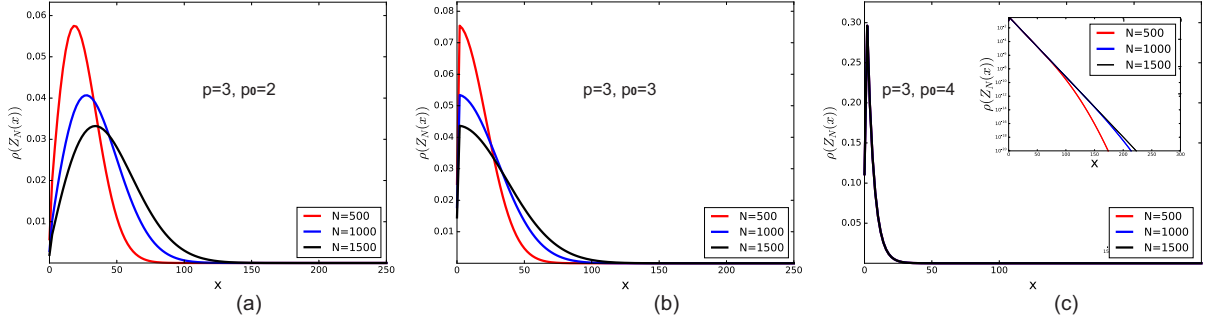 0.06
0.05
0.04
0.03
0.02
0.01
ρ(Z_N(x))
p=3, p₀=2
N=500
N=1000
N=1500
0 50 100 150 200 250
x
(a)
0.08
0.07
0.06
0.05
0.04
0.03
0.02
0.01
ρ(Z_N(x))
p=3, p₀=3
N=500
N=1000
N=1500
0 50 100 150 200 250
x
(b)
0.30
0.25
0.20
0.15
0.10
0.05
ρ(Z_N(x))
p=3, p₀=4
ρ(Z_N(x))
N=500
N=1000
N=1500
0 50 100 150 200 250 300
x
N=500
N=1000
N=1500
0 50 100
x
(c)